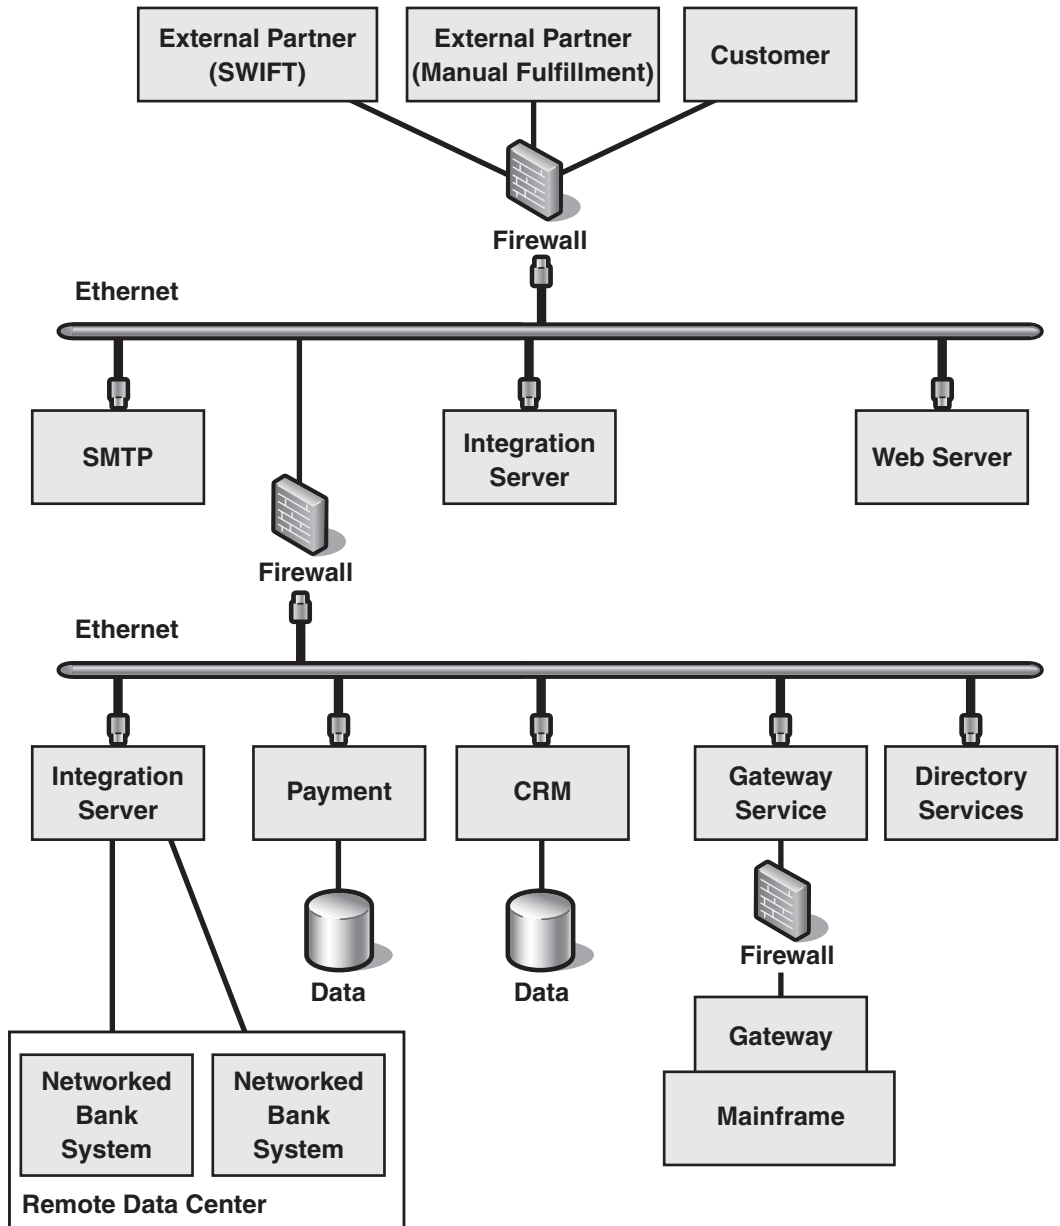 External Partner
(SWIFT)
External Partner
(Manual Fulfillment)
Customer
Firewall
Ethernet
SMTP
Integration
Server
Web Server
Firewall
Ethernet
Integration
Server
Payment
CRM
Gateway
Service
Directory
Services
Data
Data
Firewall
Gateway
Mainframe
Networked
Bank
System
Networked
Bank
System
Remote Data Center